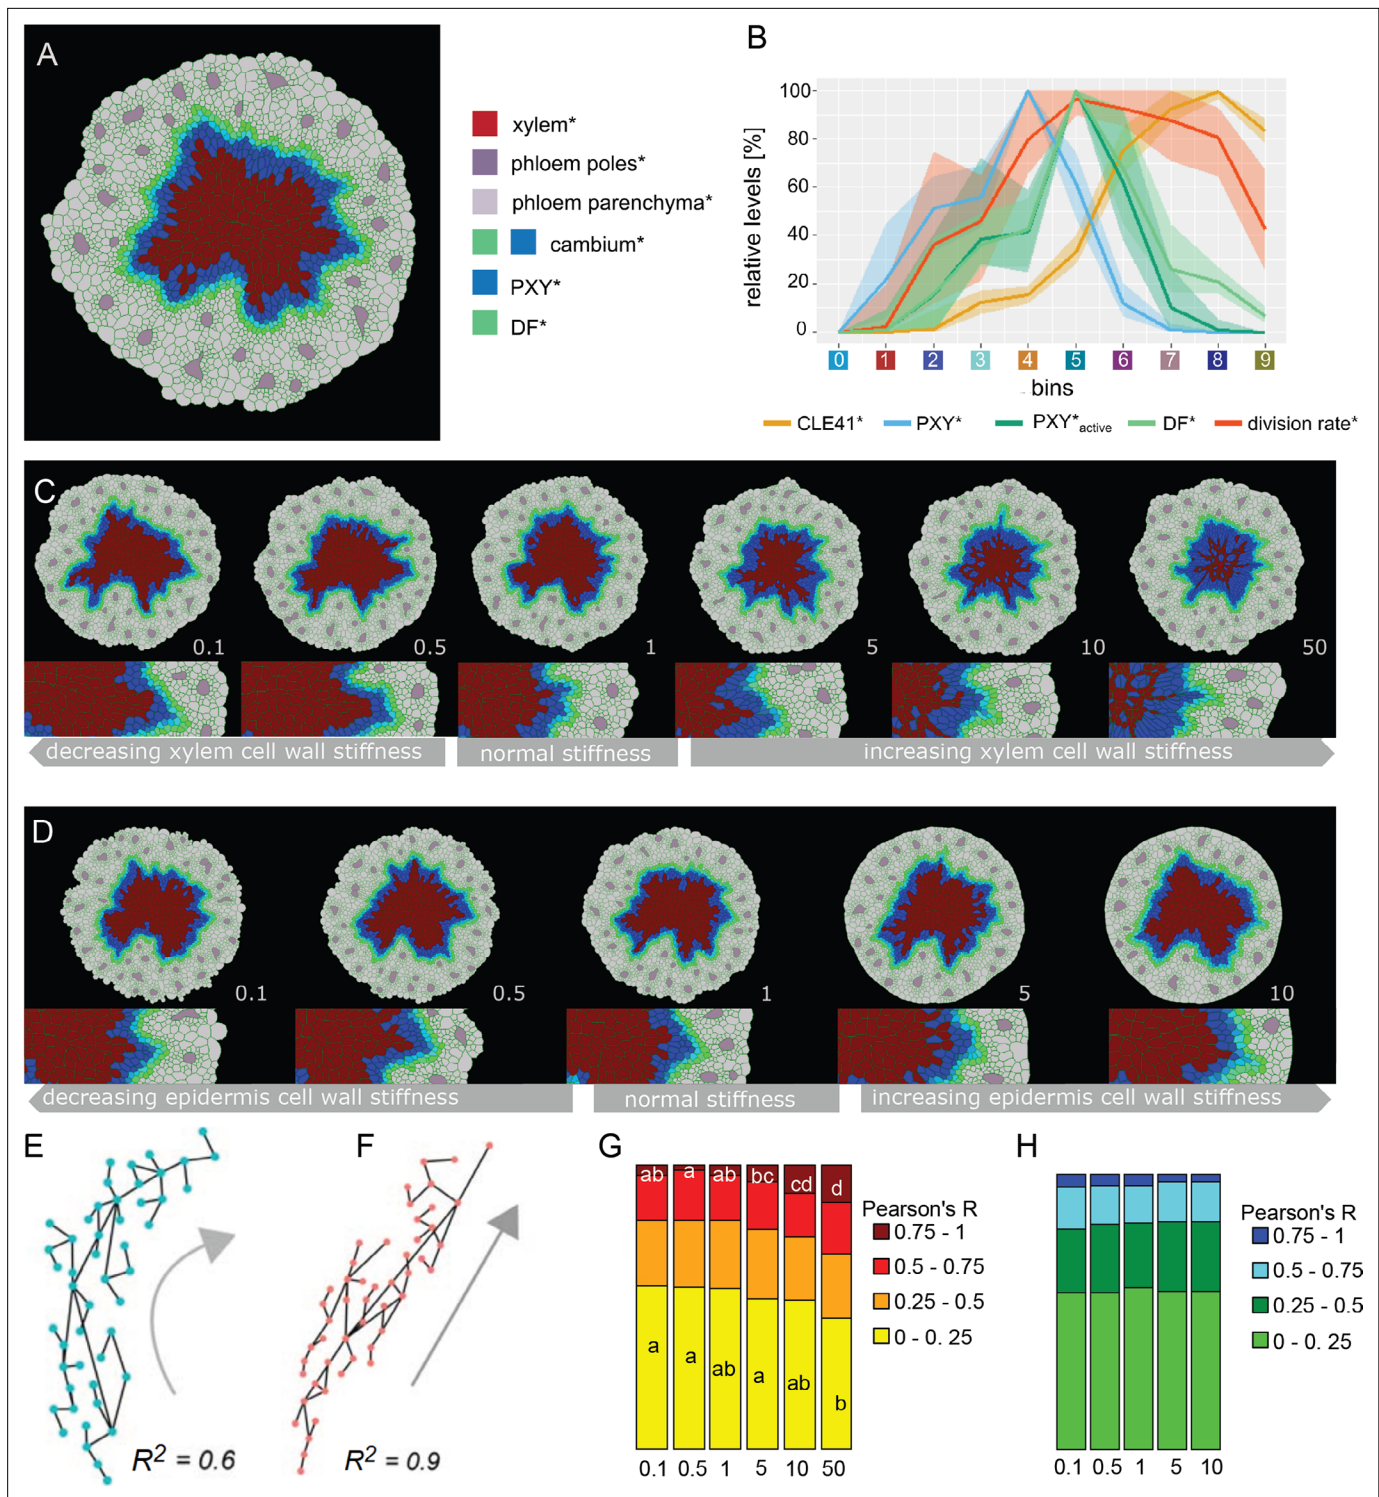 A
xylem*
phloem poles*
phloem parenchyma*
cambium*
PXY*
DF*
B
relative levels [%]
100
80
60
40
20
0
0 1 2 3 4 5 6 7 8 9
bins
CLE41* PXY* PXY*active DF* division rate*
C
0.1 0.5 1 5 10 50
decreasing xylem cell wall stiffness normal stiffness increasing xylem cell wall stiffness
D
0.1 0.5 1 5 10
decreasing epidermis cell wall stiffness normal stiffness increasing epidermis cell wall stiffness
E
R² = 0.6
F
R² = 0.9
G
ab a ab bc cd d
a a ab a ab b
0.1 0.5 1 5 10 50
Pearson's R
0.75 - 1
0.5 - 0.75
0.25 - 0.5
0 - 0. 25
H
0.1 0.5 1 5 10
Pearson's R
0.75 - 1
0.5 - 0.75
0.25 - 0.5
0 - 0. 25